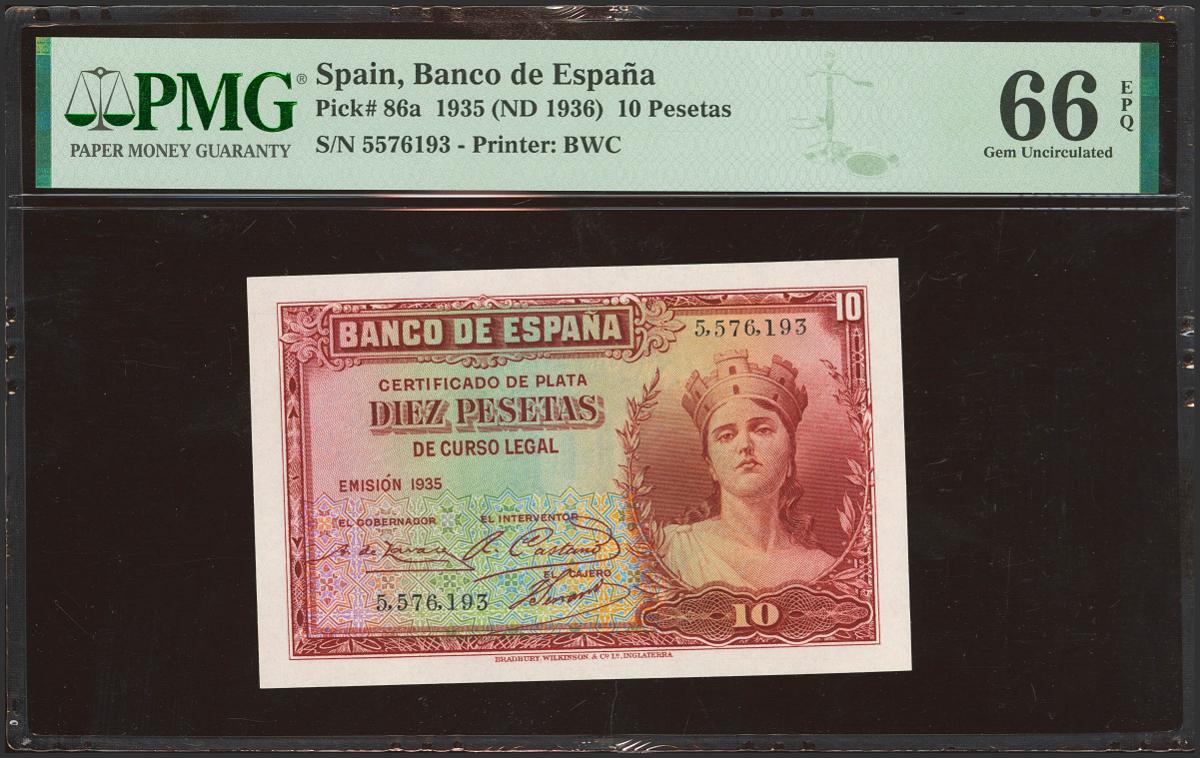 PMG®
PAPER MONEY GUARANTY
Spain, Banco de España
Pick# 86a 1935 (ND 1936) 10 Pesetas
S/N 5576193 - Printer: BWC
66 EPQ
Gem Uncirculated
10
BANCO DE ESPAÑA
5,576,193
CERTIFICADO DE PLATA
DIEZ PESETAS
DE CURSO LEGAL
EMISIÓN 1935
EL GOBERNADOR EL INTERVENTOR
EL CAJERO
5,576,193
10
BRADBURY, WILKINSON & Cº Lᴰ, INGLATERRA